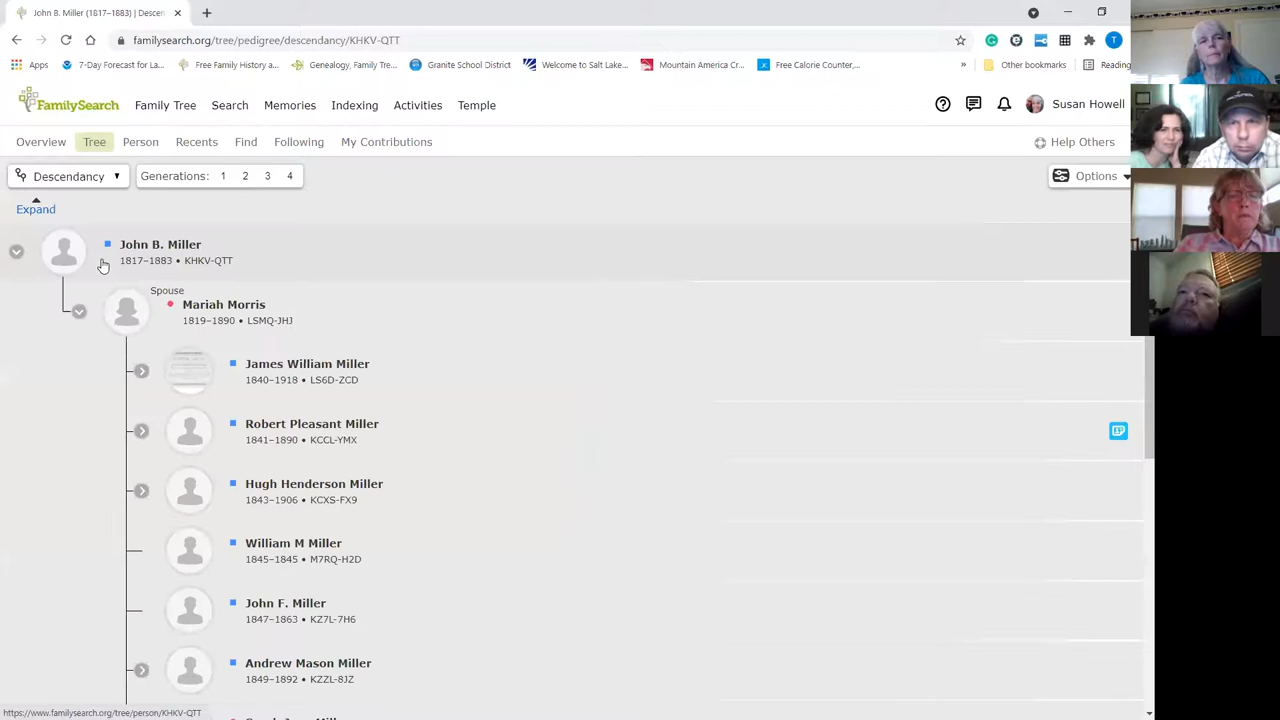 John B. Miller (1817–1883) | Descen
familysearch.org/tree/pedigree/descendancy/KHKV-QTT
Apps 7-Day Forecast for La... Free Family History a... Genealogy, Family Tre... Granite School District Welcome to Salt Lake... Mountain America Cr... Free Calorie Counter,... » Other bookmarks Reading
FamilySearch Family Tree Search Memories Indexing Activities Temple Susan Howell
Overview Tree Person Recents Find Following My Contributions Help Others
Descendancy Generations: 1 2 3 4 Options
Expand
John B. Miller
1817–1883 • KHKV-QTT
Spouse
Mariah Morris
1819–1890 • LSMQ-JHJ
James William Miller
1840–1918 • LS6D-ZCD
Robert Pleasant Miller
1841–1890 • KCCL-YMX
Hugh Henderson Miller
1843–1906 • KCXS-FX9
William M Miller
1845–1845 • M7RQ-H2D
John F. Miller
1847–1863 • KZ7L-7H6
Andrew Mason Miller
1849–1892 • KZZL-8JZ
https://www.familysearch.org/tree/person/KHKV-QTT